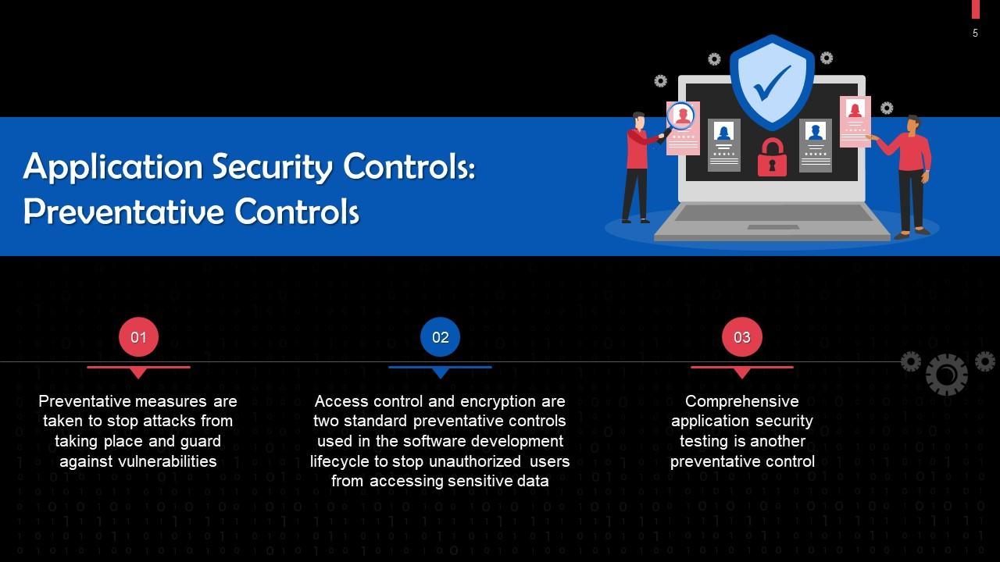 5
Application Security Controls:
Preventative Controls
01
Preventative measures are
taken to stop attacks from
taking place and guard
against vulnerabilities
02
Access control and encryption are
two standard preventative controls
used in the software development
lifecycle to stop unauthorized users
from accessing sensitive data
03
Comprehensive
application security
testing is another
preventative control